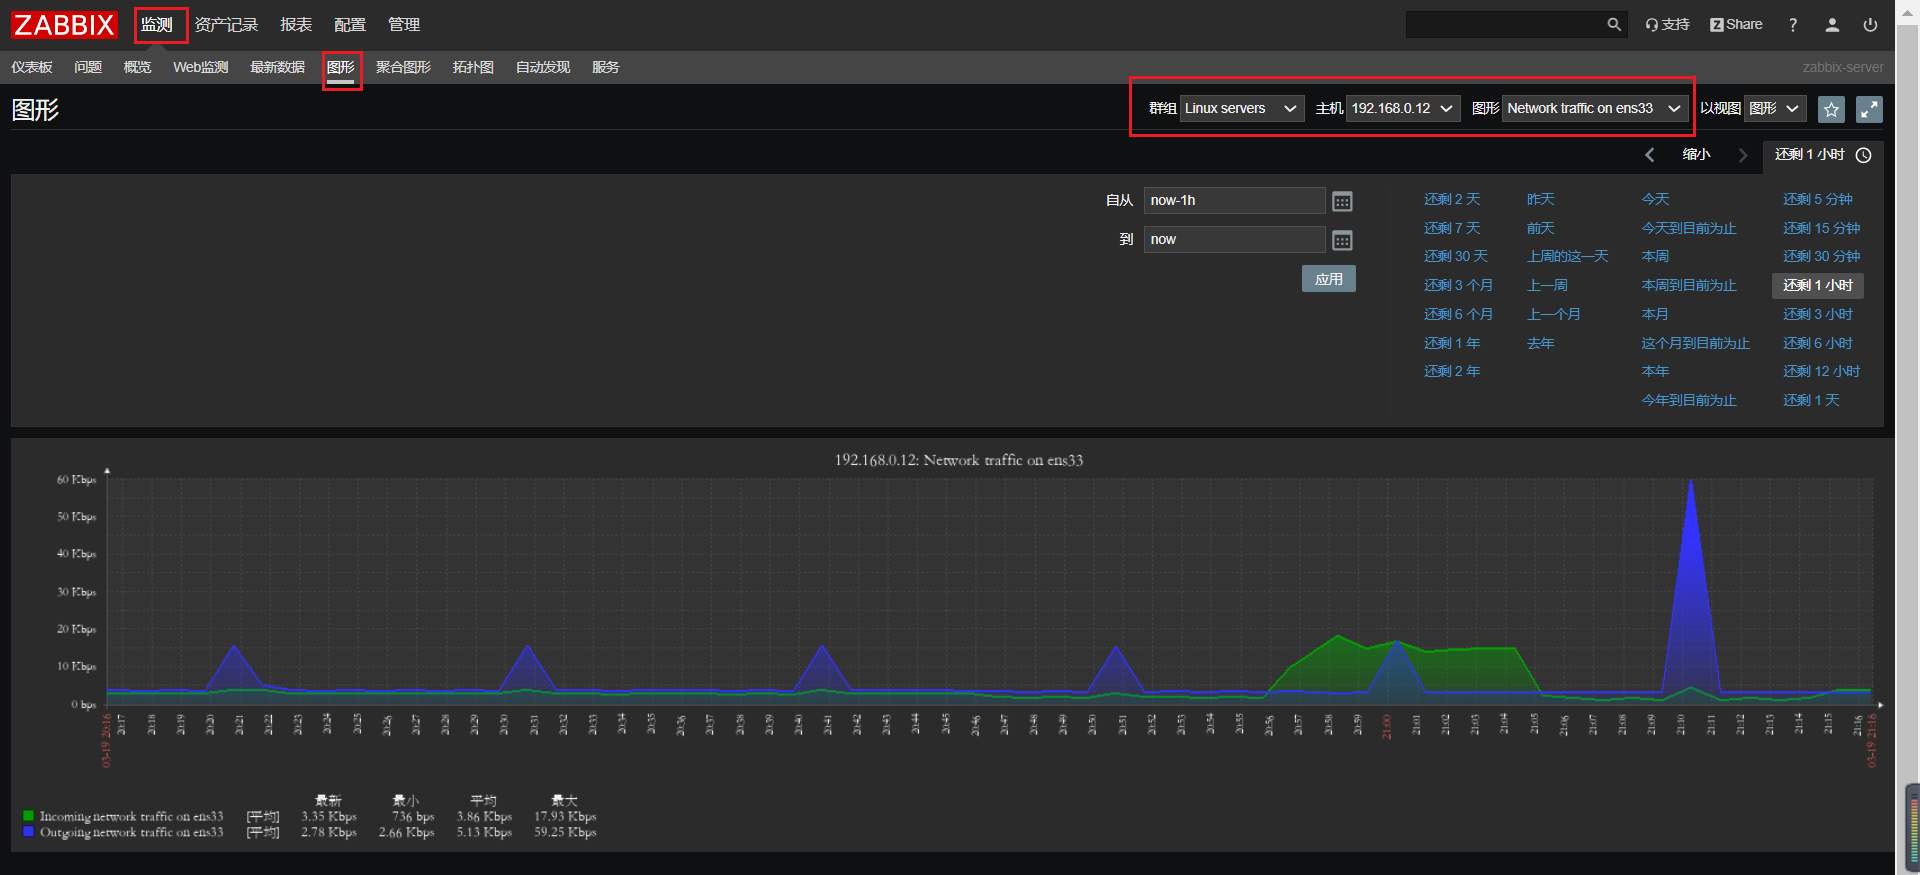 ZABBIX 监测 资产记录 报表 配置 管理 支持 Z Share ?
仪表板 问题 概览 Web监测 最新数据 图形 聚合图形 拓扑图 自动发现 服务 zabbix-server
图形 群组 Linux servers 主机 192.168.0.12 图形 Network traffic on ens33 以视图 图形
缩小 还剩 1 小时
自从 now-1h
到 now
应用
还剩 2 天 昨天 今天 还剩 5 分钟
还剩 7 天 前天 今天到目前为止 还剩 15 分钟
还剩 30 天 上周的这一天 本周 还剩 30 分钟
还剩 3 个月 上一周 本周到目前为止 还剩 1 小时
还剩 6 个月 上一个月 本月 还剩 3 小时
还剩 1 年 去年 这个月到目前为止 还剩 6 小时
还剩 2 年 本年 还剩 12 小时
今年到目前为止 还剩 1 天
192.168.0.12: Network traffic on ens33
60 Kbps
50 Kbps
40 Kbps
30 Kbps
20 Kbps
10 Kbps
0 bps
03-19 20:16 20:17 20:18 20:19 20:20 20:21 20:22 20:23 20:24 20:25 20:26 20:27 20:28 20:29 20:30 20:31 20:32 20:33 20:34 20:35 20:36 20:37 20:38 20:39 20:40 20:41 20:42 20:43 20:44 20:45 20:46 20:47 20:48 20:49 20:50 20:51 20:52 20:53 20:54 20:55 20:56 20:57 20:58 20:59 21:00 21:01 21:02 21:03 21:04 21:05 21:06 21:07 21:08 21:09 21:10 21:11 21:12 21:13 21:14 21:15 21:16 03-19 21:16
最新 最小 平均 最大
Incoming network traffic on ens33 [平均] 3.35 Kbps 736 bps 3.86 Kbps 17.93 Kbps
Outgoing network traffic on ens33 [平均] 2.78 Kbps 2.66 Kbps 5.13 Kbps 59.25 Kbps